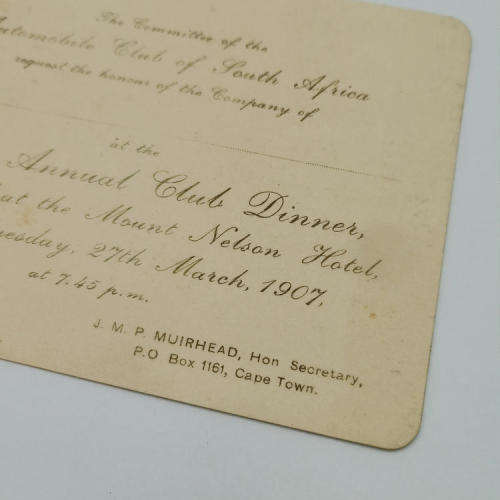 The Committee of the
Automobile Club of South Africa
request the honour of the Company of
at the
Annual Club Dinner,
at the Mount Nelson Hotel,
nesday, 27th March, 1907,
at 7.45 p.m.
J. M. P. MUIRHEAD, Hon Secretary,
P.O Box 1161, Cape Town.